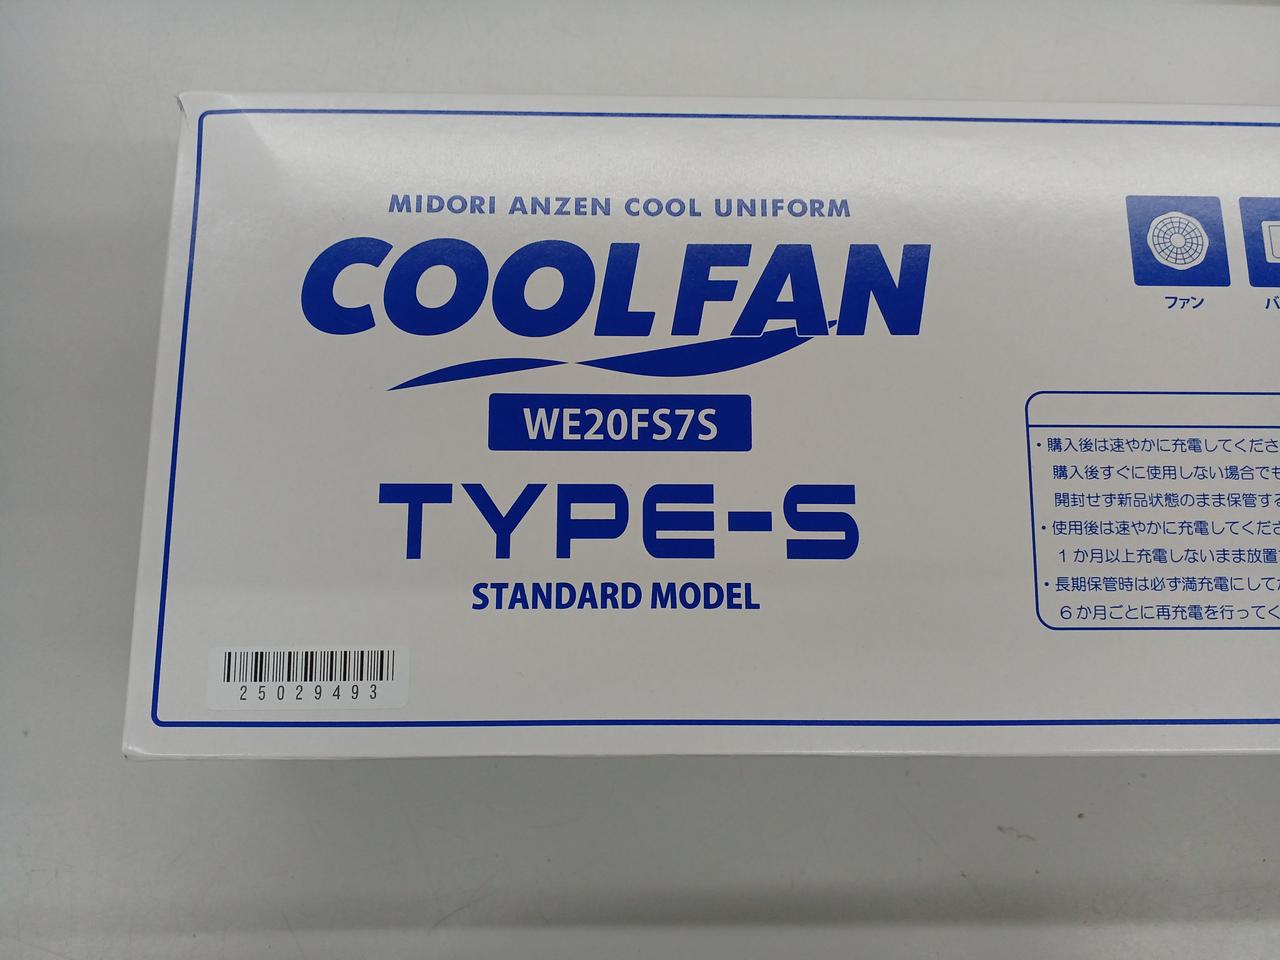 MIDORI ANZEN COOL UNIFORM
COOLFAN
WE20FS7S
TYPE-S
STANDARD MODEL
25029493
ファン
バ
・購入後は速やかに充電してくださ
購入後すぐに使用しない場合でも
開封せず新品状態のまま保管する
・使用後は速やかに充電してくださ
1か月以上充電しないまま放置
・長期保管時は必ず満充電にして
6か月ごとに再充電を行ってく